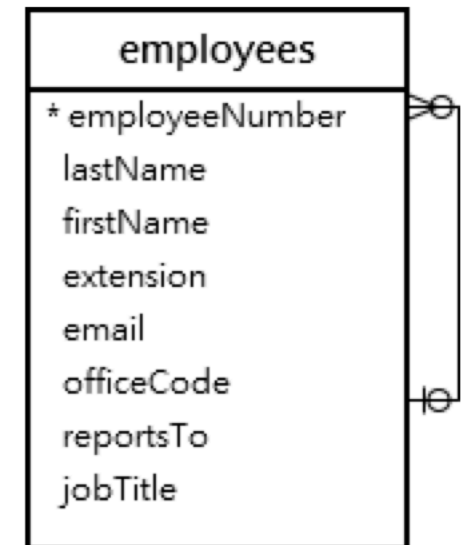 employees
* employeeNumber
lastName
firstName
extension
email
officeCode
reportsTo
jobTitle